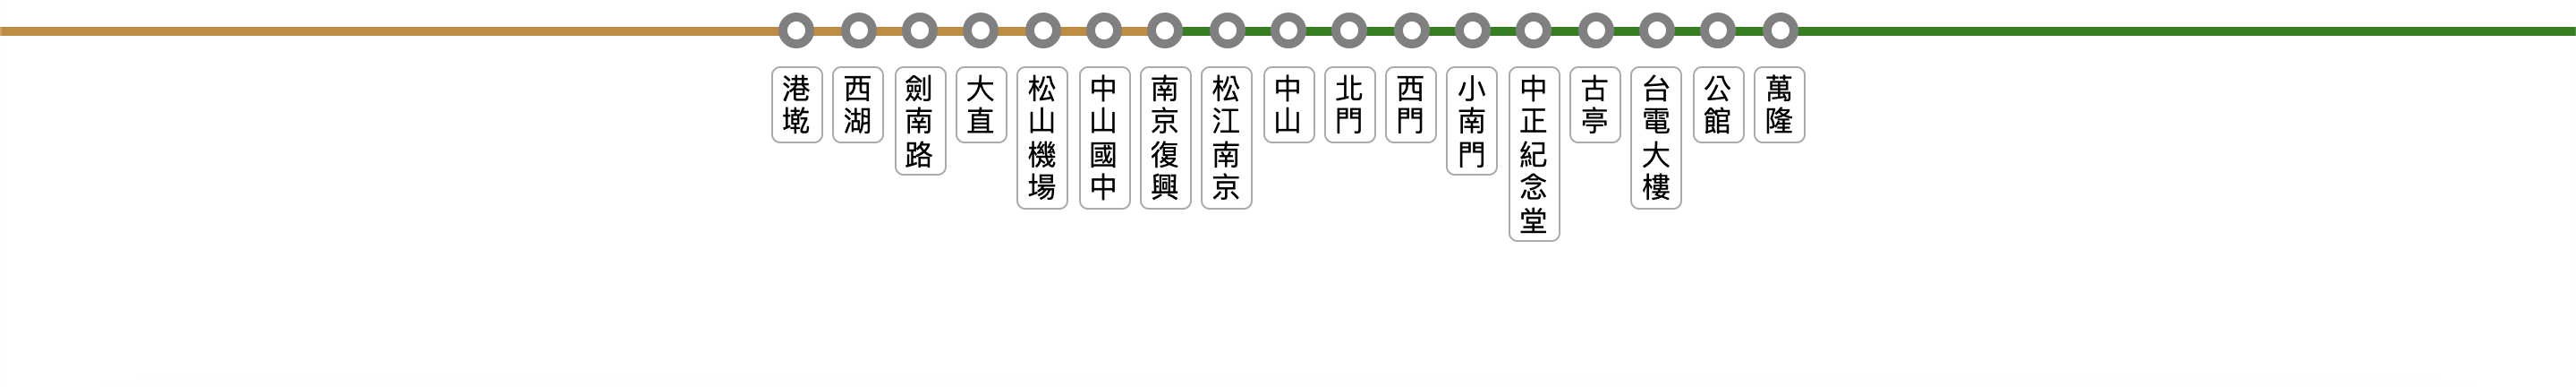 港墘
西湖
劍南路
大直
松山機場
中山國中
南京復興
松江南京
中山
北門
西門
小南門
中正紀念堂
古亭
台電大樓
公館
萬隆